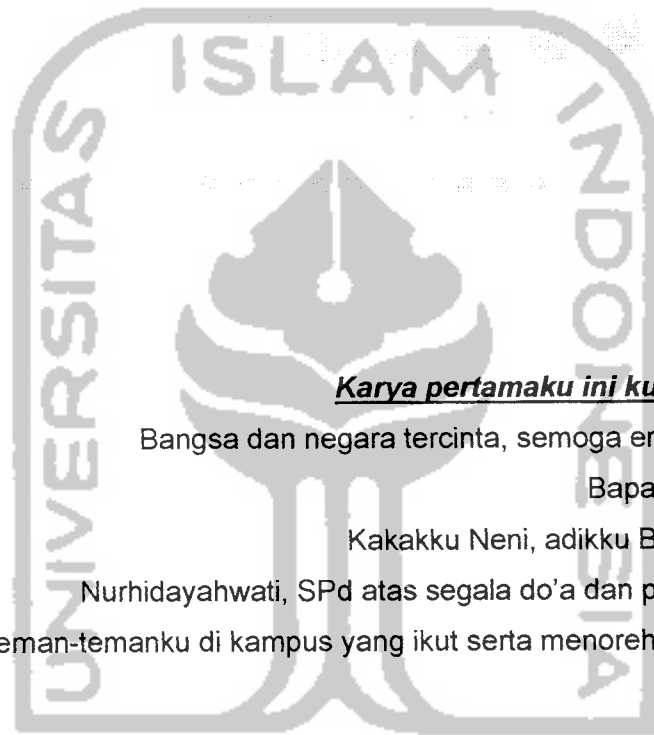 UNIVERSITAS ISLAM INDONESIA
Karya pertamaku ini ku
Bangsa dan negara tercinta, semoga
Bapa
Kakakku Neni, adikku B
Nurhidayahwati, SPd atas segala do'a dan p
eman-temanku di kampus yang ikut serta menoreh